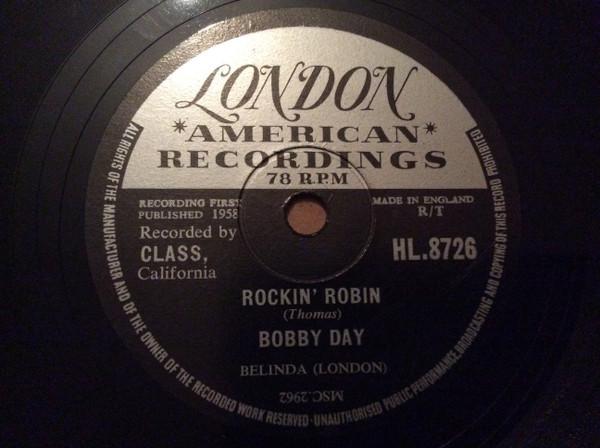 LONDON
*AMERICAN*
RECORDINGS
78 R.P.M
RECORDING FIRST
PUBLISHED 1958
MADE IN ENGLAND
R/T
Recorded by
CLASS,
California
HL.8726
ROCKIN' ROBIN
(Thomas)
BOBBY DAY
BELINDA (LONDON)
MSC.2962
ALL RIGHTS OF THE MANUFACTURER AND OF THE OWNER OF THE RECORDED WORK RESERVED·UNAUTHORISED PUBLIC PERFORMANCE, BROADCASTING AND COPYING OF THIS RECORD PROHIBITED